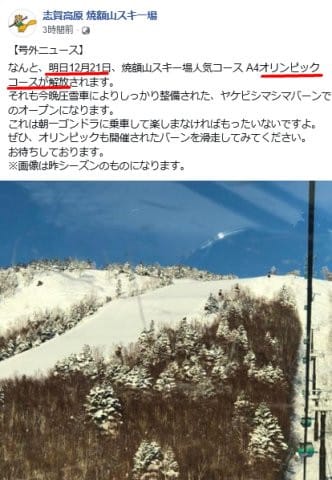 志賀高原 焼額山スキー場
3時間前
【号外ニュース】
なんと、明日12月21日、焼額山スキー場人気コース A4オリンピック
コースが解放されます。
それも今晩圧雪車によりしっかり整備された、ヤケビシマシマバーンで
のオープンになります。
これは朝一ゴンドラに乗車して楽しまなければもったいないですよ。
ぜひ、オリンピックも開催されたバーンを滑走してみてください。
お待ちしております。
※画像は昨シーズンのものになります。